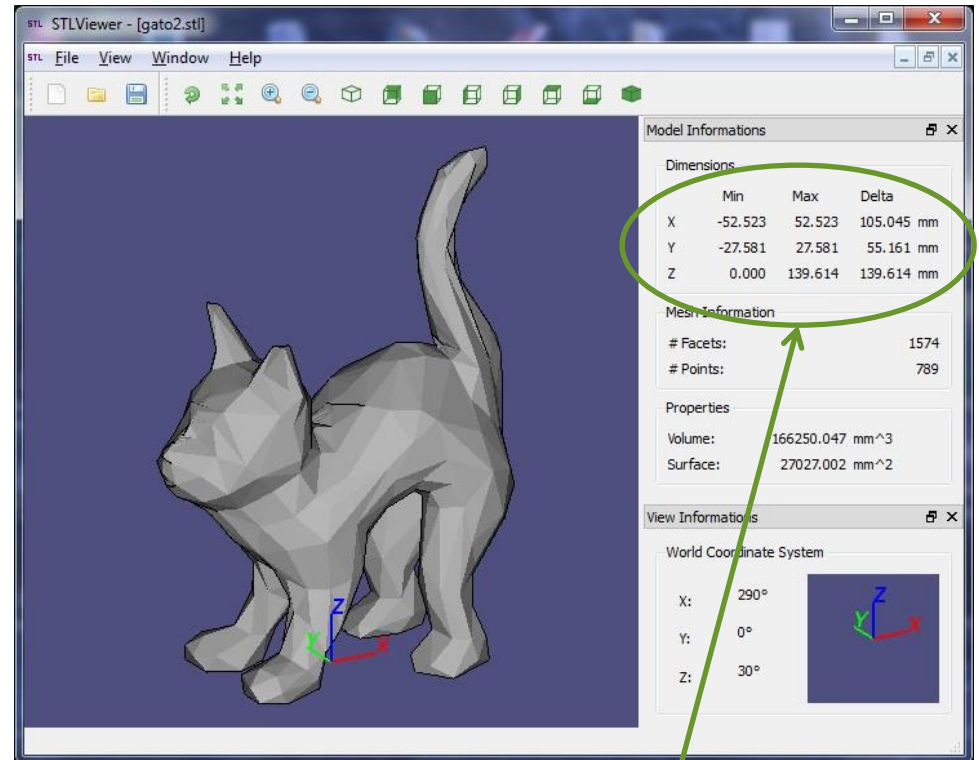 STL STLViewer - [gato2.stl]
STL File View Window Help
Model Informations
Dimensions
Min Max Delta
X -52.523 52.523 105.045 mm
Y -27.581 27.581 55.161 mm
Z 0.000 139.614 139.614 mm
Mesh Information
# Facets: 1574
# Points: 789
Properties
Volume: 166250.047 mm^3
Surface: 27027.002 mm^2
View Informations
World Coordinate System
X: 290°
Y: 0°
Z: 30°
Z
Y X
Z
Y X